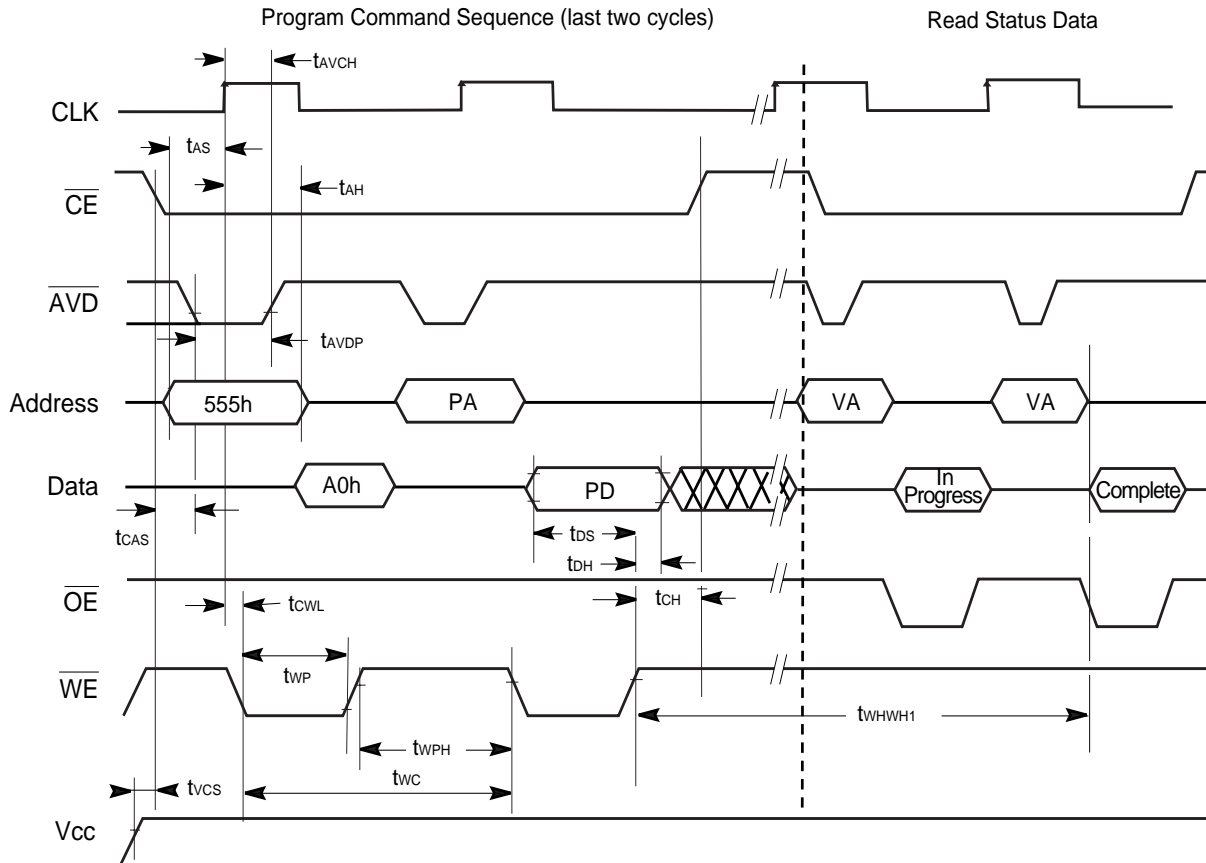 Program Command Sequence (last two cycles)
Read Status Data
tAVCH
CLK
tAS
tAH
CE
AVD
tAVDP
Address
555h
PA
VA
VA
Data
A0h
PD
In
Progress
Complete
tCAS
tDS
tDH
OE
tCWL
tCH
WE
tWP
tWHWH1
tWPH
tVCS
tWC
Vcc